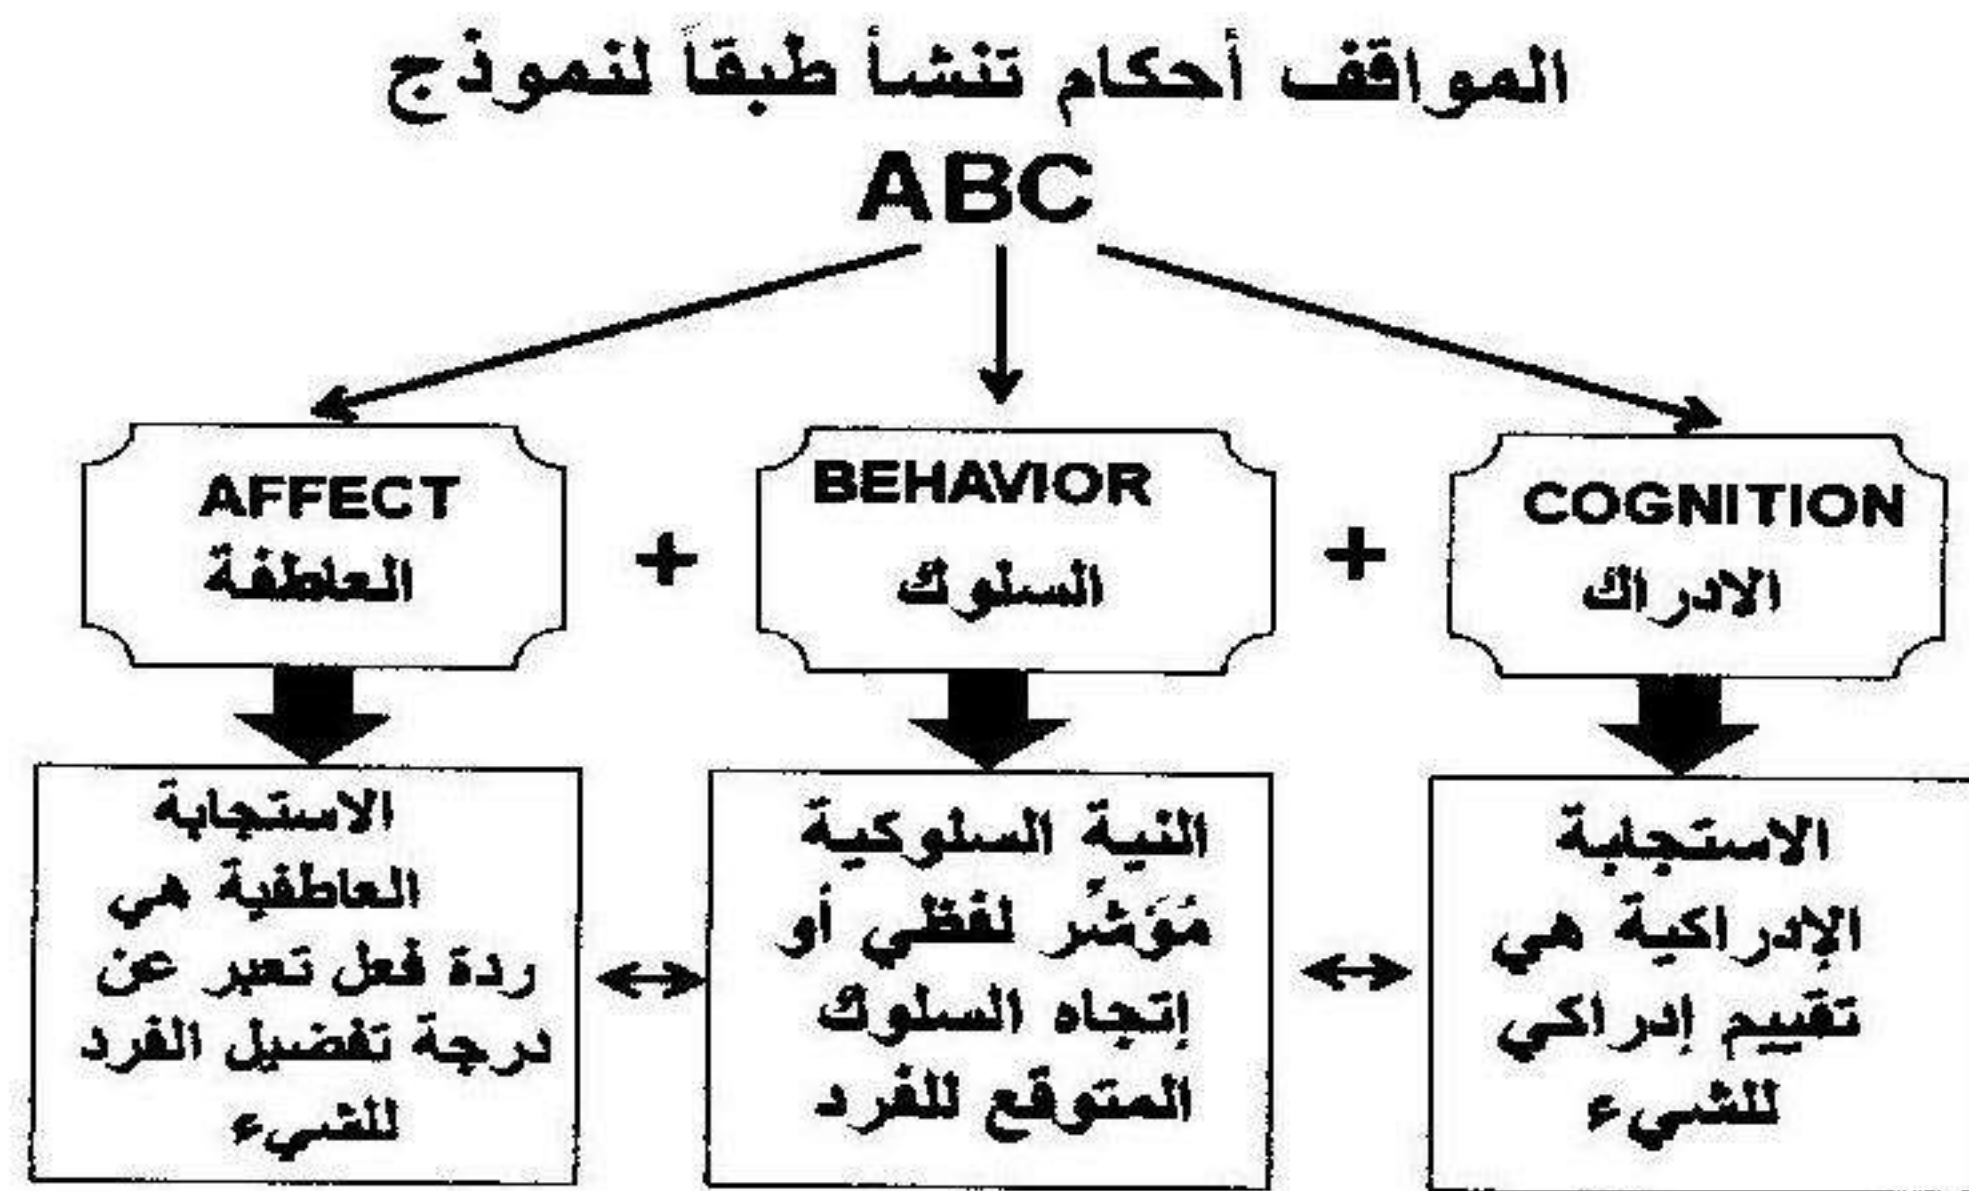 المواقف أحكام تنشأ طبقاً لنموذج
ABC
AFFECT
العاطفة
+
BEHAVIOR
السلوك
+
COGNITION
الادراك
الاستجابة
العاطفية هي
ردة فعل تعبر عن
درجة تفضيل الفرد
للشيء
النية السلوكية
مُؤَشّر لفظي أو
إتجاه السلوك
المتوقع للفرد
الاستجابة
الإدراكية هي
تقييم إدراكي
للشيء